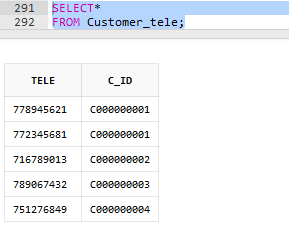 291 SELECT*
292 FROM Customer_tele;
TELE C_ID
778945621 C000000001
772345681 C000000001
716789013 C000000002
789067432 C000000003
751276849 C000000004